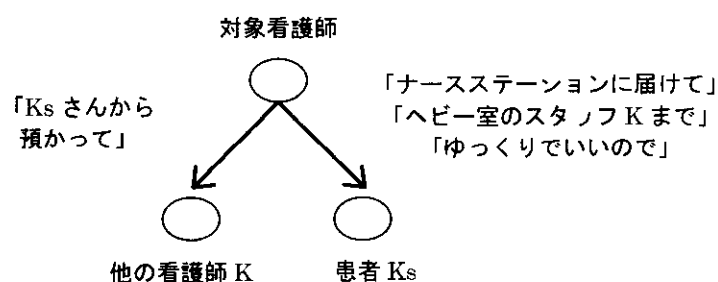 対象看護師
「Ksさんから
預かって」
「ナースステーションに届けて」
「ヘビー室のスタッフKまで」
「ゆっくりでいいので」
他の看護師K
患者Ks